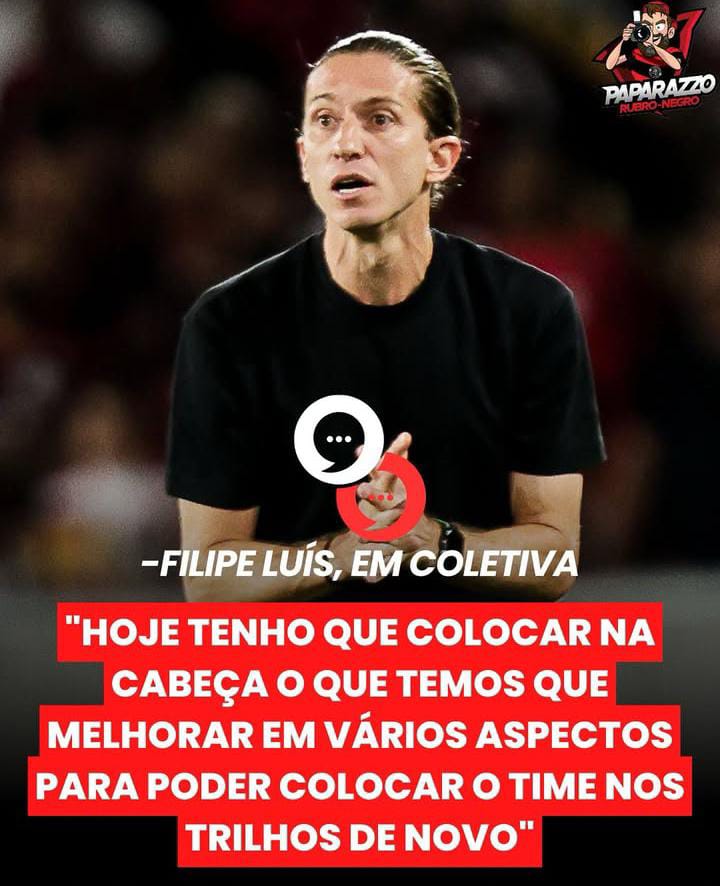 PAPARAZZO
RUBRO-NEGRO
-FILIPE LUÍS, EM COLETIVA
"HOJE TENHO QUE COLOCAR NA
CABEÇA O QUE TEMOS QUE
MELHORAR EM VÁRIOS ASPECTOS
PARA PODER COLOCAR O TIME NOS
TRILHOS DE NOVO"